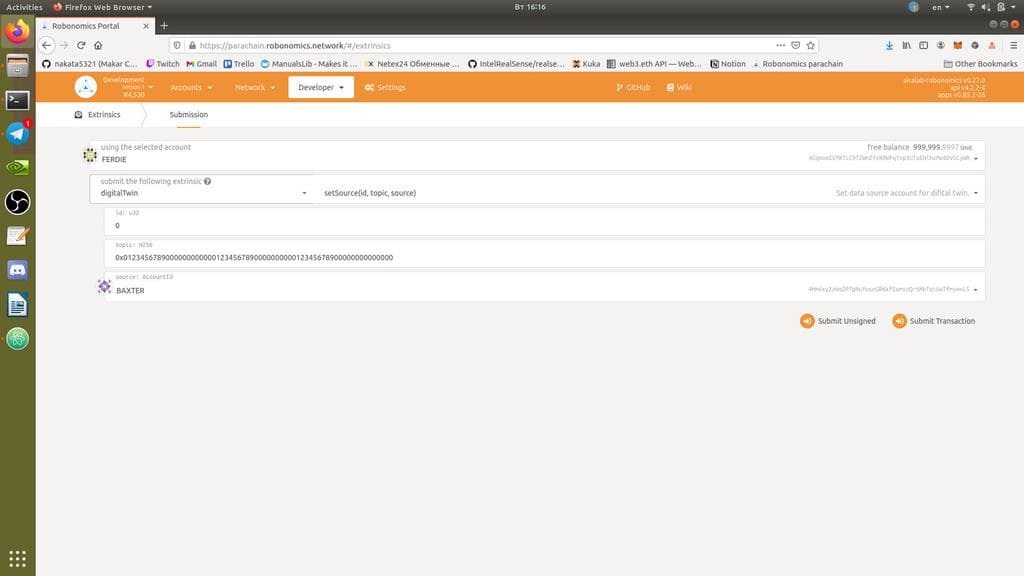 Activities Firefox Web Browser Вт 16:16 en
Robonomics Portal
https://parachain.robonomics.network/#/extrinsics
nakata5321 (Makar C... Twitch Gmail Trello ManualsLib - Makes it ... Netex24 Обменные ... IntelRealSense/realse... Kuka web3.eth API — Web... Notion Robonomics parachain Other Bookmarks
Development
version 1
#4,530
Accounts Network Developer Settings GitHub Wiki
airalab-robonomics v0.27.0
api v4.2.2-4
apps v0.85.2-26
Extrinsics Submission
using the selected account
FERDIE
free balance 999,999.9997 Unit
submit the following extrinsic
digitalTwin
setSource(id, topic, source)
Set data source account for difital twin.
id: u32
0
topic: H256
source: AccountId
BAXTER
Submit Unsigned Submit Transaction
1